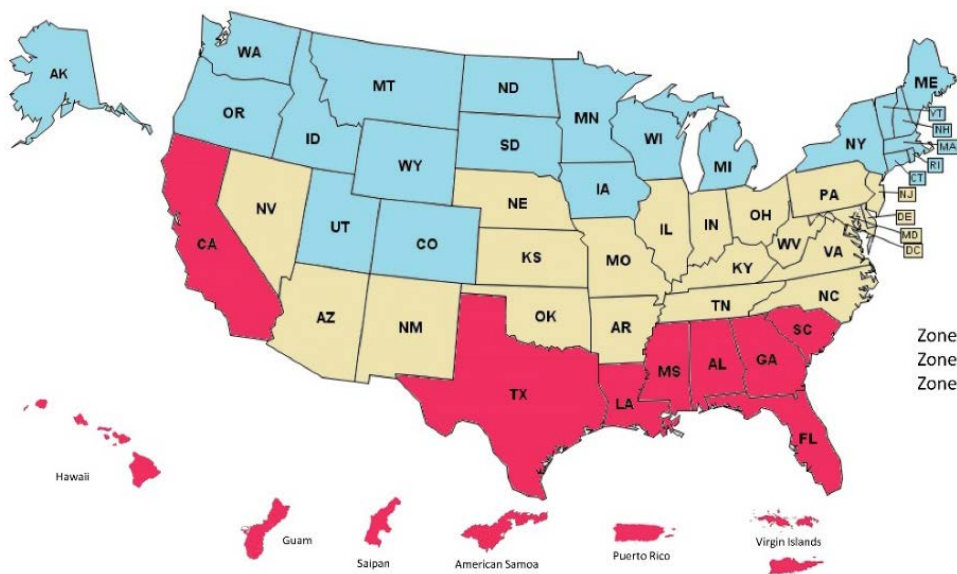 WA
AK
MT
ND
ME
OR
MN
VT
ID
SD
WI
NH
NY
MA
WY
MI
RI
CT
IA
PA
NJ
NE
NV
OH
IL
IN
DE
UT
CO
WV
MD
CA
VA
DC
KS
MO
KY
NC
TN
AZ
NM
OK
AR
SC
Zone
MS
AL
GA
Zone
TX
Zone
LA
FL
Hawaii
Guam
Saipan
American Samoa
Puerto Rico
Virgin Islands